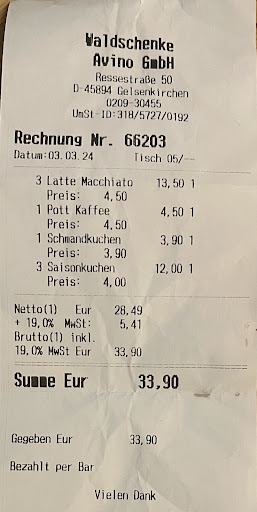 Waldschenke
Avino GmbH
Ressestraße 50
D-45894 Gelsenkirchen
0209-30455
UmSt-ID:318/5727/0192
Rechnung Nr. 66203
Datum:03.03.24 Tisch 05/--
3 Latte Macchiato 13,50 1
Preis: 4,50
1 Pott Kaffee 4,50 1
Preis: 4,50
1 Schmandkuchen 3,90 1
Preis: 3,90
3 Saisonkuchen 12,00 1
Preis: 4,00
Netto(1) Eur 28,49
+ 19,0% MwSt: 5,41
Brutto(1) inkl.
19,0% MwSt Eur 33,90
Summe Eur 33,90
Gegeben Eur 33,90
Bezahlt per Bar
Vielen Dank